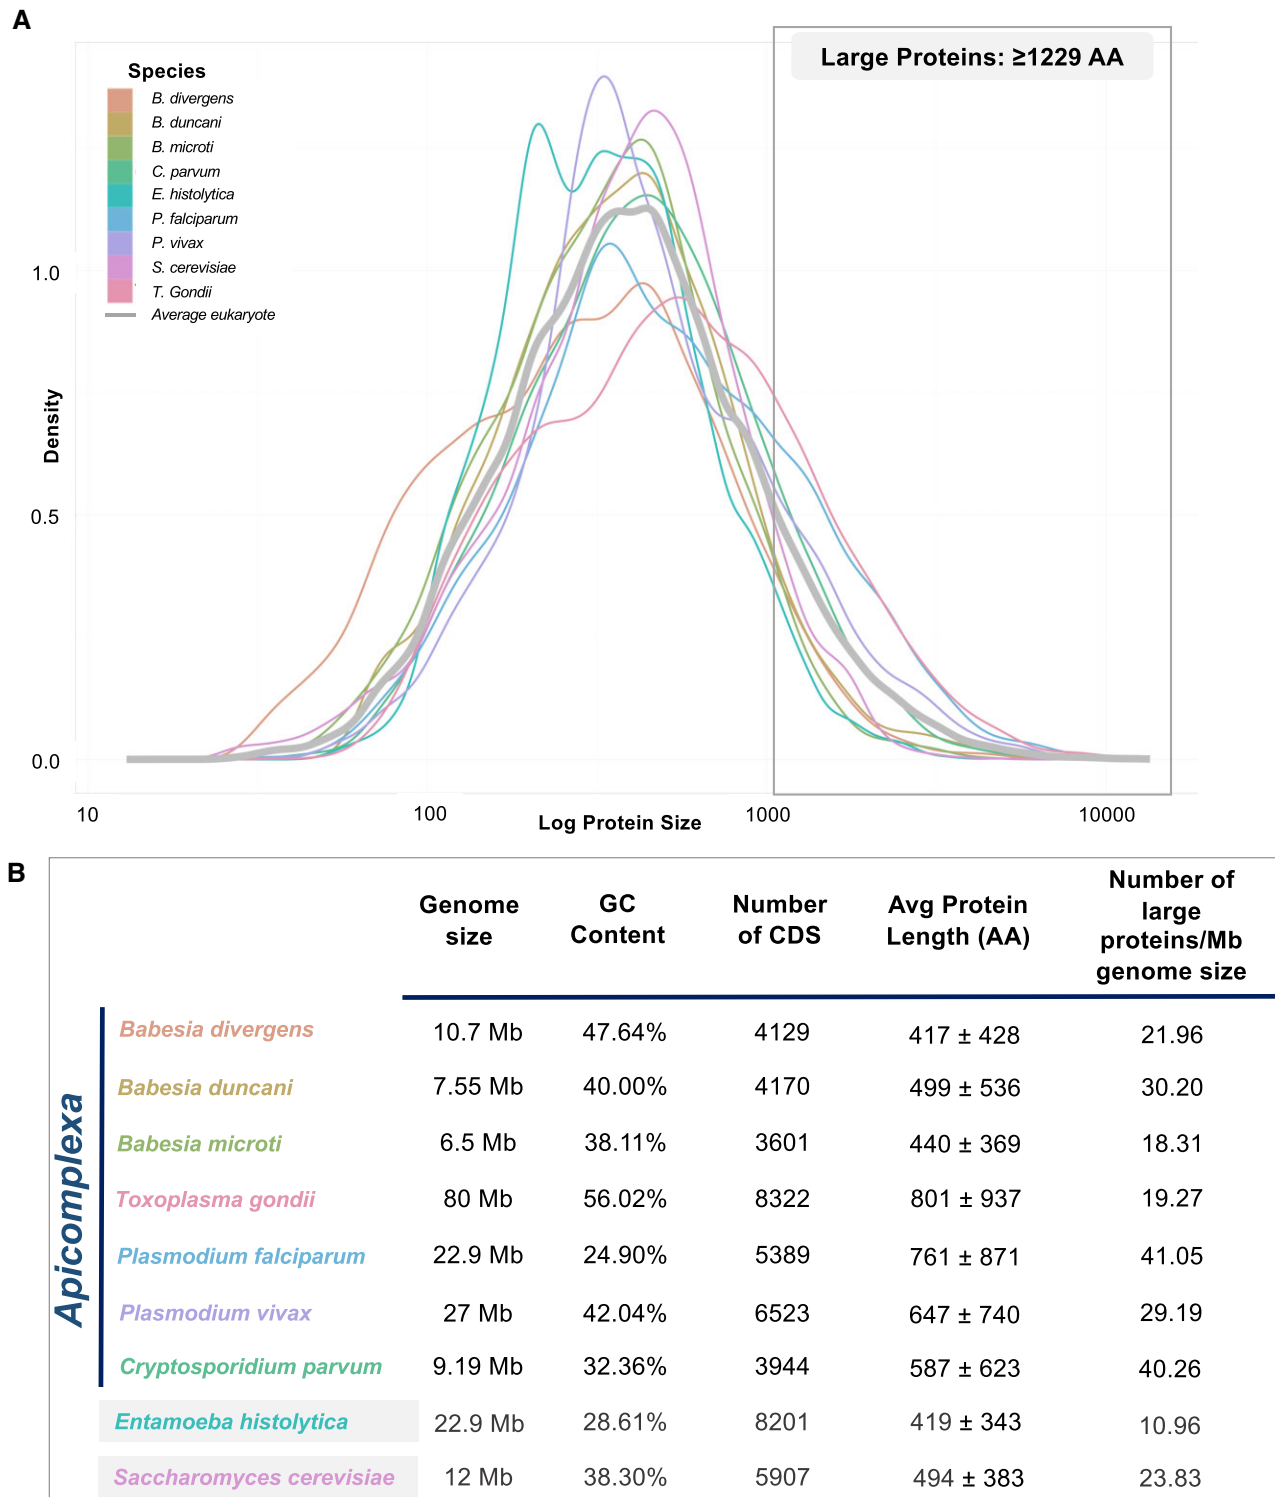 A
Large Proteins: ≥1229 AA
Species
B. divergens
B. duncani
B. microti
C. parvum
E. histolytica
P. falciparum
P. vivax
S. cerevisiae
T. Gondii
Average eukaryote
Density
1.0
0.5
0.0
10
100
1000
10000
Log Protein Size
B
Genome size
GC Content
Number of CDS
Avg Protein Length (AA)
Number of large proteins/Mb genome size
Apicomplexa
Babesia divergens 10.7 Mb 47.64% 4129 417 ± 428 21.96
Babesia duncani 7.55 Mb 40.00% 4170 499 ± 536 30.20
Babesia microti 6.5 Mb 38.11% 3601 440 ± 369 18.31
Toxoplasma gondii 80 Mb 56.02% 8322 801 ± 937 19.27
Plasmodium falciparum 22.9 Mb 24.90% 5389 761 ± 871 41.05
Plasmodium vivax 27 Mb 42.04% 6523 647 ± 740 29.19
Cryptosporidium parvum 9.19 Mb 32.36% 3944 587 ± 623 40.26
Entamoeba histolytica 22.9 Mb 28.61% 8201 419 ± 343 10.96
Saccharomyces cerevisiae 12 Mb 38.30% 5907 494 ± 383 23.83